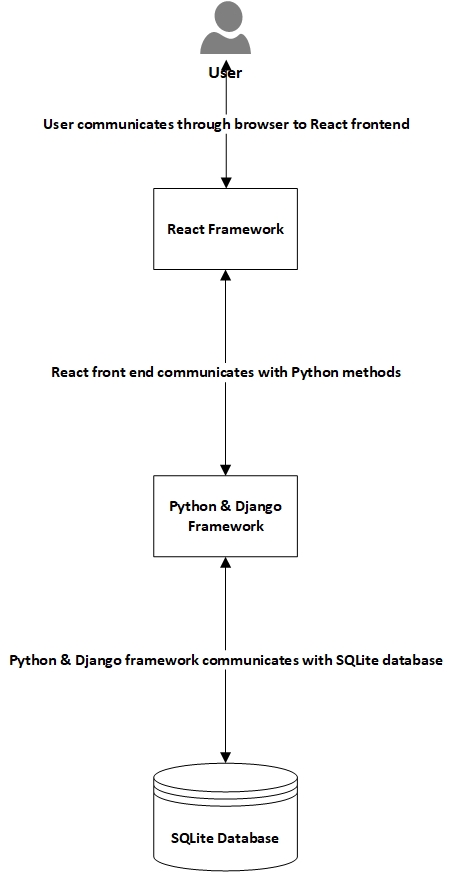 User
User communicates through browser to React frontend
React Framework
React front end communicates with Python methods
Python & Django
Framework
Python & Django framework communicates with SQLite database
SQLite Database